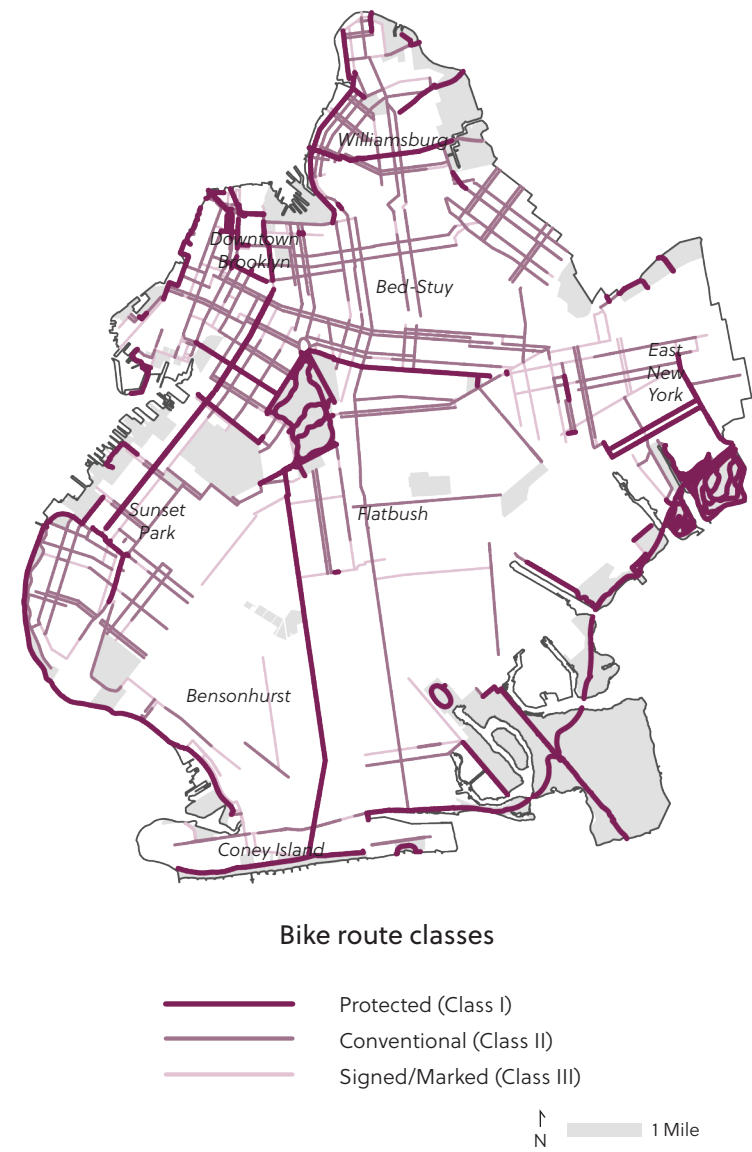 Williamsburg
Downtown
Brooklyn
Bed-Stuy
East
New
York
Sunset
Park
Flatbush
Bensonhurst
Coney Island
Bike route classes
Protected (Class I)
Conventional (Class II)
Signed/Marked (Class III)
N
1 Mile